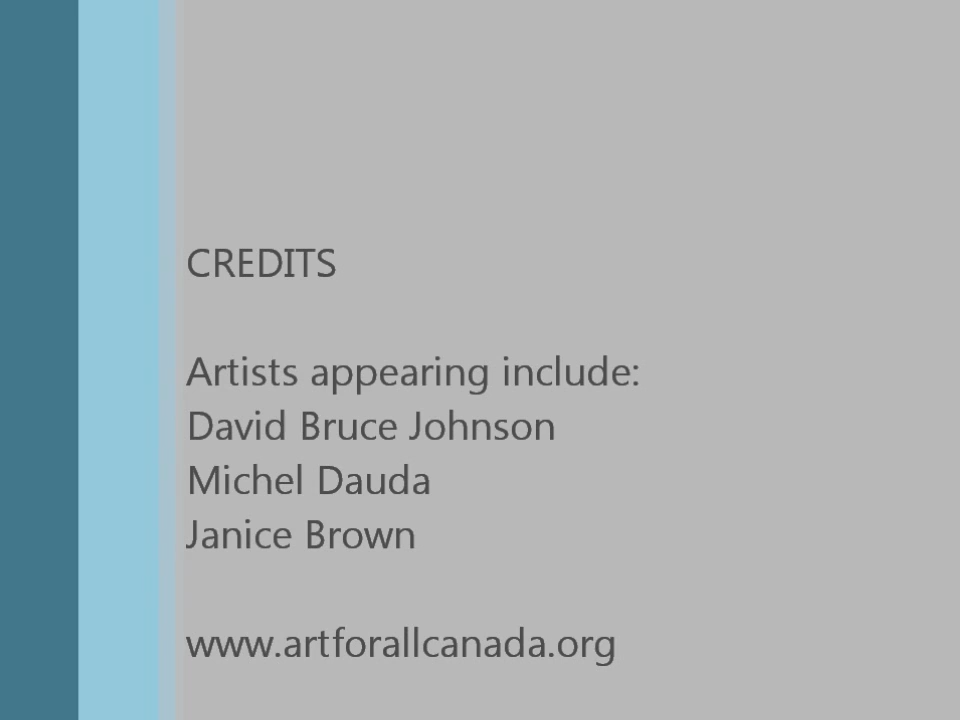 CREDITS
Artists appearing include:
David Bruce Johnson
Michel Dauda
Janice Brown
www.artforallcanada.org